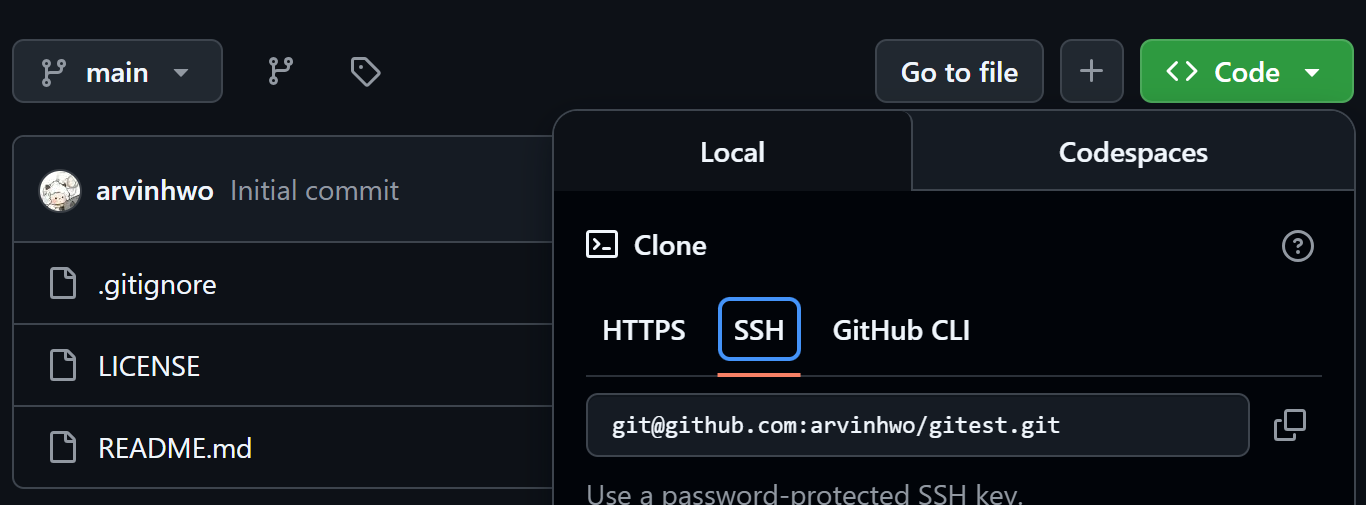 main
Go to file
Code
Local
Codespaces
arvinhwo Initial commit
Clone
.gitignore
HTTPS
SSH
GitHub CLI
LICENSE
git@github.com:arvinhwo/gitest.git
README.md
Use a password-protected SSH key.